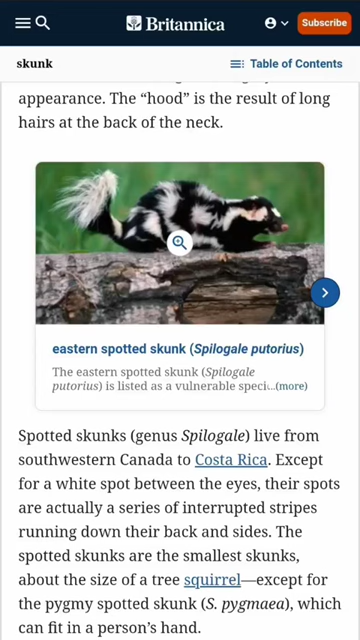 Britannica
Subscribe
skunk
Table of Contents
appearance. The “hood” is the result of long
hairs at the back of the neck.
eastern spotted skunk (Spilogale putorius)
The eastern spotted skunk (Spilogale
putorius) is listed as a vulnerable speci...(more)
Spotted skunks (genus Spilogale) live from
southwestern Canada to Costa Rica. Except
for a white spot between the eyes, their spots
are actually a series of interrupted stripes
running down their back and sides. The
spotted skunks are the smallest skunks,
about the size of a tree squirrel—except for
the pygmy spotted skunk (S. pygmaea), which
can fit in a person’s hand.